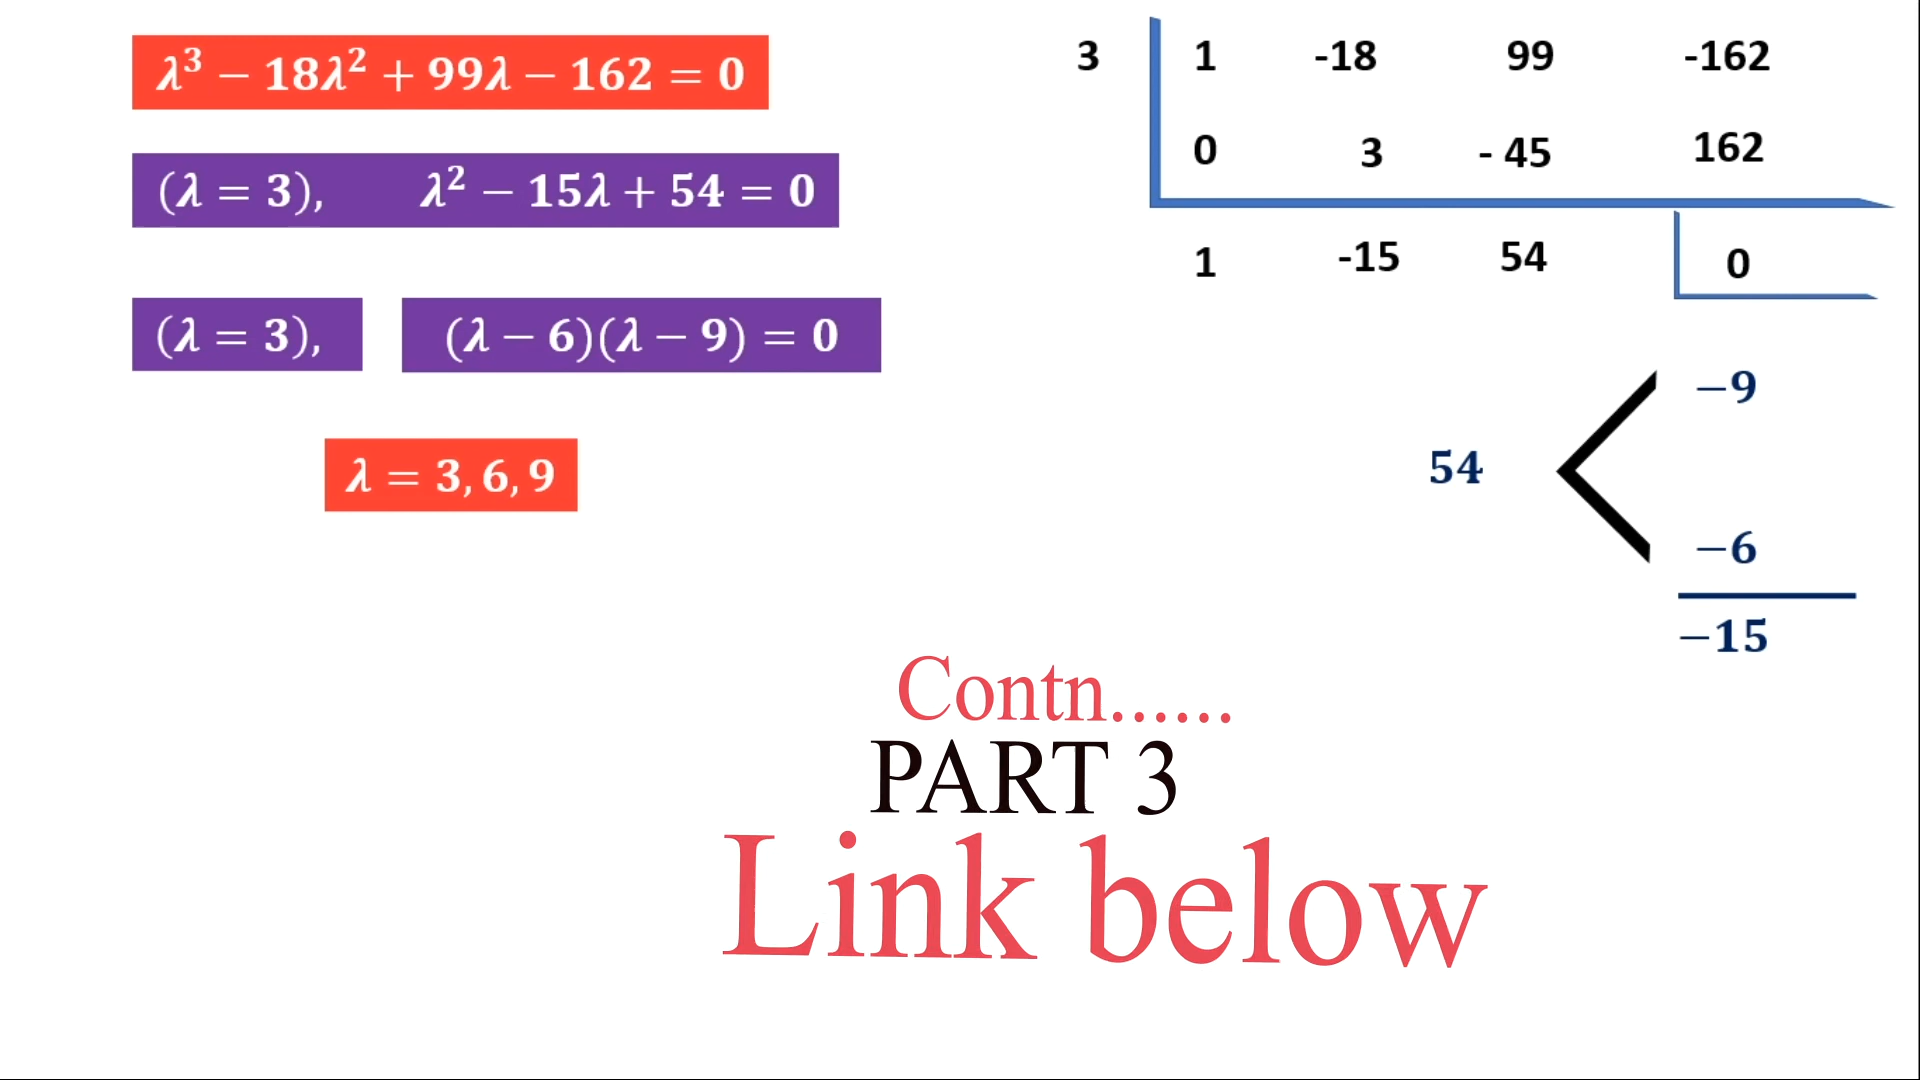 λ³ − 18λ² + 99λ − 162 = 0
(λ = 3), λ² − 15λ + 54 = 0
(λ = 3), (λ − 6)(λ − 9) = 0
λ = 3, 6, 9
3 1 -18 99 -162
0 3 - 45 162
1 -15 54 0
−9
54
−6
−15
Contn......
PART 3
Link below